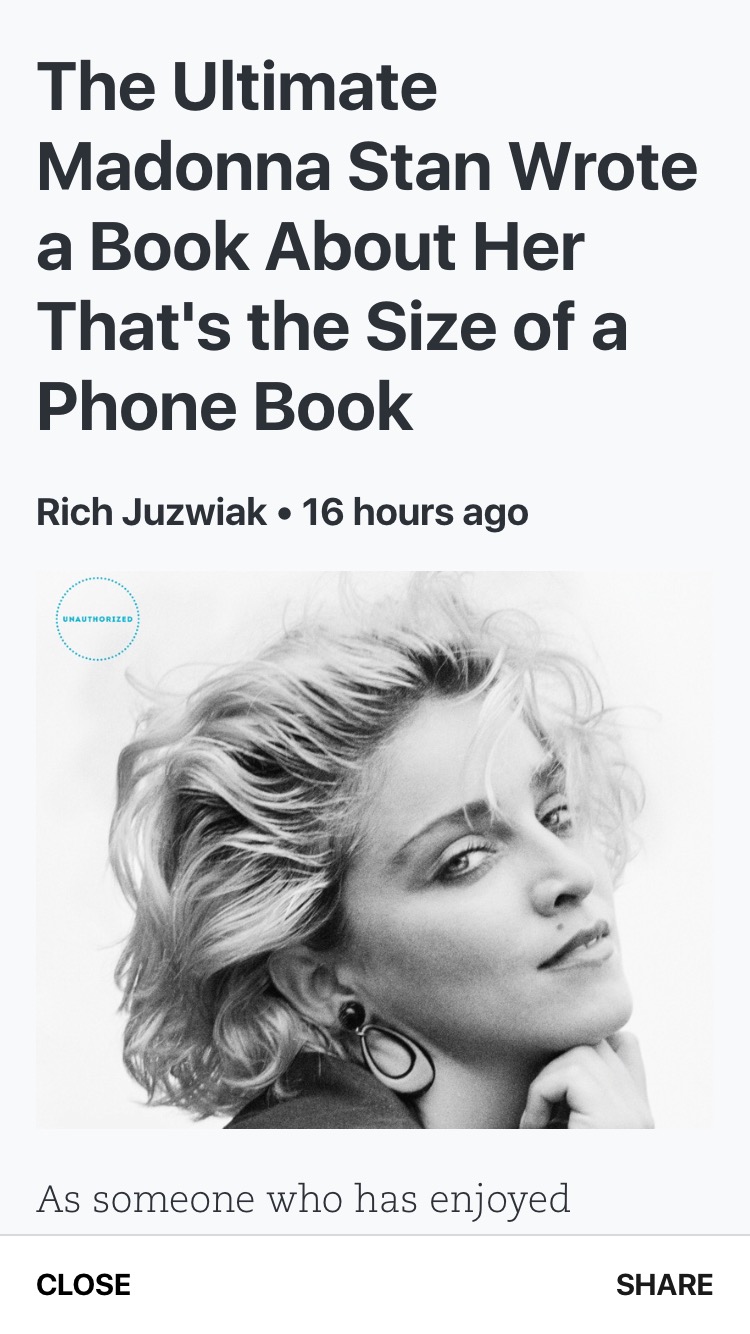 The Ultimate
Madonna Stan Wrote
a Book About Her
That's the Size of a
Phone Book
Rich Juzwiak • 16 hours ago
UNAUTHORIZED
As someone who has enjoyed
CLOSE
SHARE